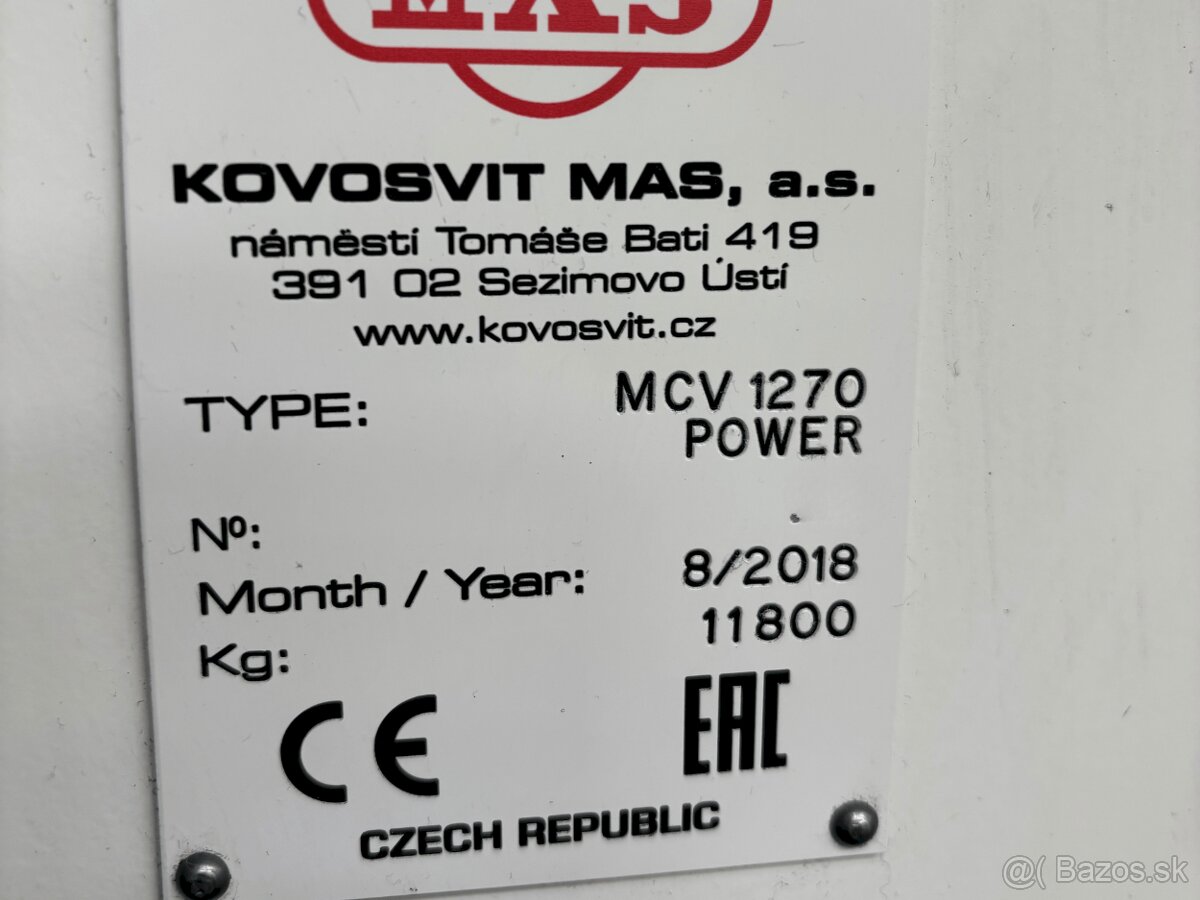 MAS
KOVOSVIT MAS, a.s.
náměstí Tomáše Bati 419
391 02 Sezimovo Ústí
www.kovosvit.cz
TYPE: MCV 1270
POWER
Nº:
Month / Year: 8/2018
Kg: 11800
CE EAC
CZECH REPUBLIC
@( Bazos.sk